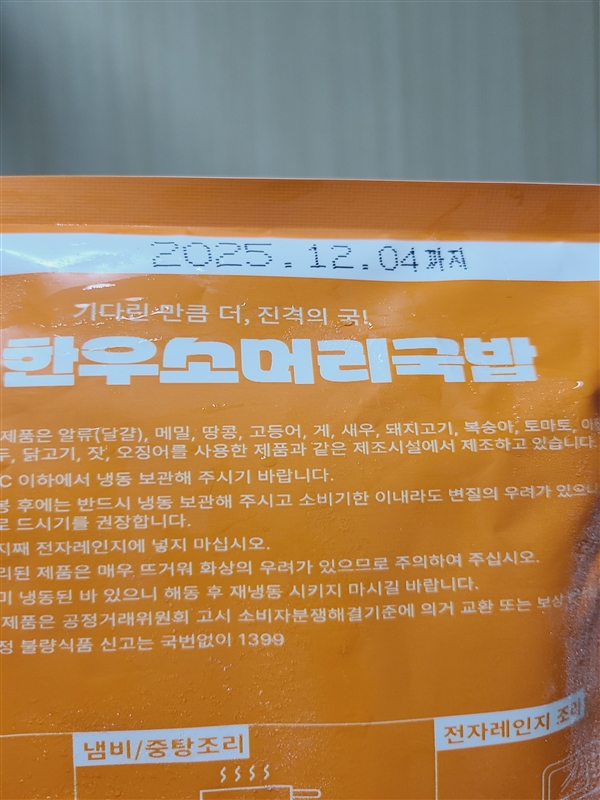 2025.12.04까지
기다린 만큼 더, 진격의 국!
한우소머리국밥
제품은 알류(달걀), 메밀, 땅콩, 고등어, 게, 새우, 돼지고기, 복숭아, 토마토,
닭고기, 잣, 오징어를 사용한 제품과 같은 제조시설에서 제조하고 있습니다.
C 이하에서 냉동 보관해 주시기 바랍니다.
후에는 반드시 냉동 보관해 주시고 소비기한 이내라도 변질의 우려가 있으니
로 드시기를 권장합니다.
지째 전자레인지에 넣지 마십시오.
리된 제품은 매우 뜨거워 화상의 우려가 있으므로 주의하여 주십시오.
미 냉동된 바 있으니 해동 후 재냉동 시키지 마시길 바랍니다.
제품은 공정거래위원회 고시 소비자분쟁해결기준에 의거 교환 또는 보상
정 불량식품 신고는 국번없이 1399
냄비/중탕조리
전자레인지 조리